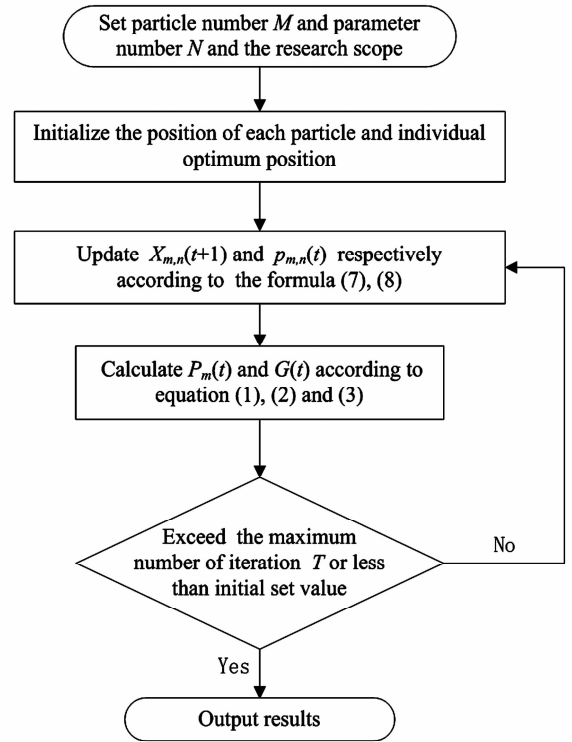 Set particle number M and parameter
number N and the research scope
Initialize the position of each particle and individual
optimum position
Update X_{m,n}(t+1) and p_{m,n}(t) respectively
according to the formula (7), (8)
Calculate P_m(t) and G(t) according to
equation (1), (2) and (3)
Exceed the maximum
number of iteration T or less
than initial set value
No
Yes
Output results